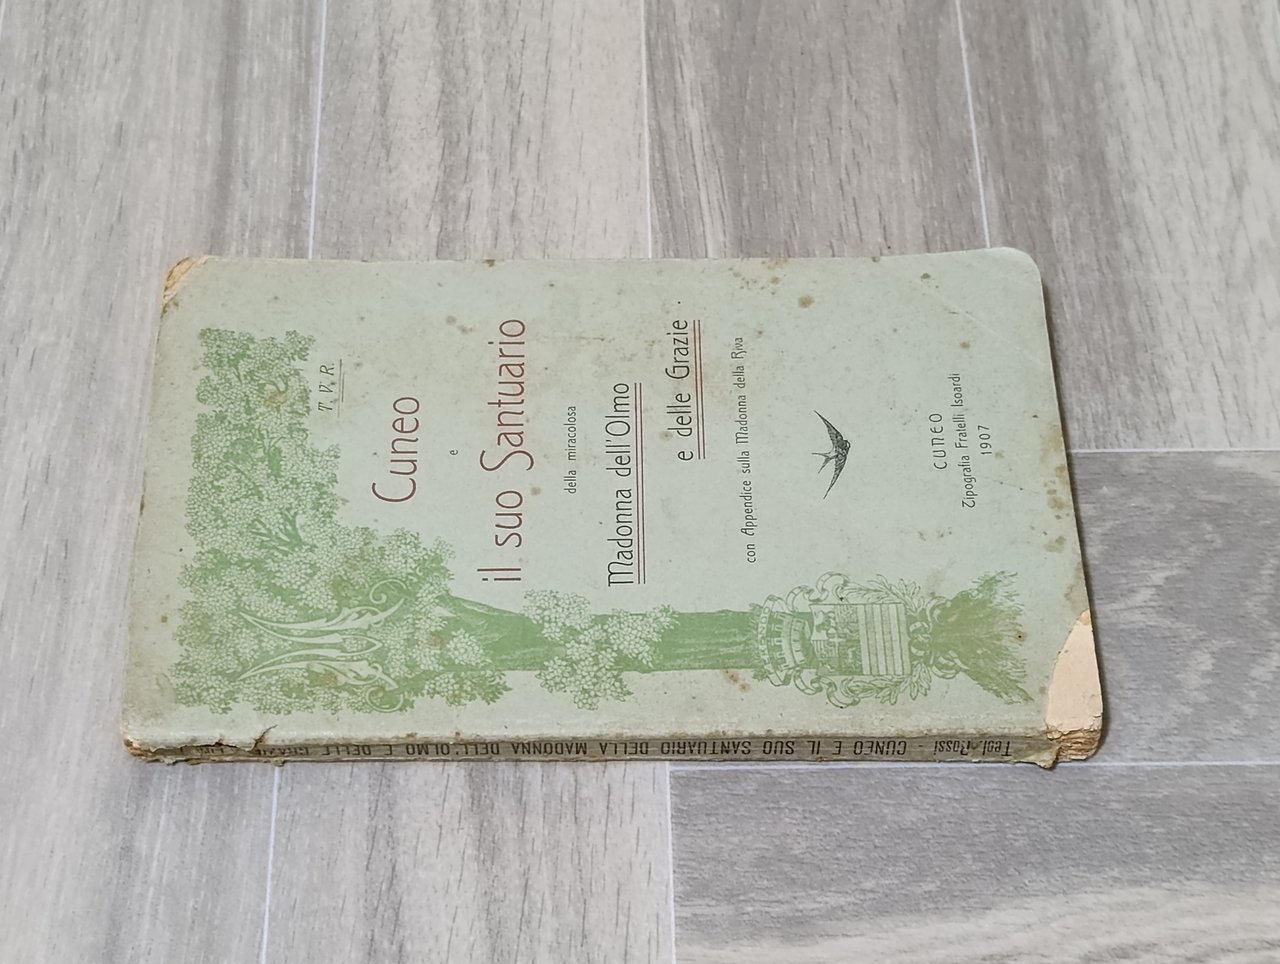 T. V. R.
Cuneo
e
il suo Santuario
della miracolosa
Madonna dell'Olmo
e delle Grazie.
con Appendice sulla Madonna della Riva
CUNEO
Tipografia Fratelli Isoardi
1907
Teol. Rossi - CUNEO E IL SUO SANTUARIO DELLA MADONNA DELL'OLMO E DELLE GRAZIE